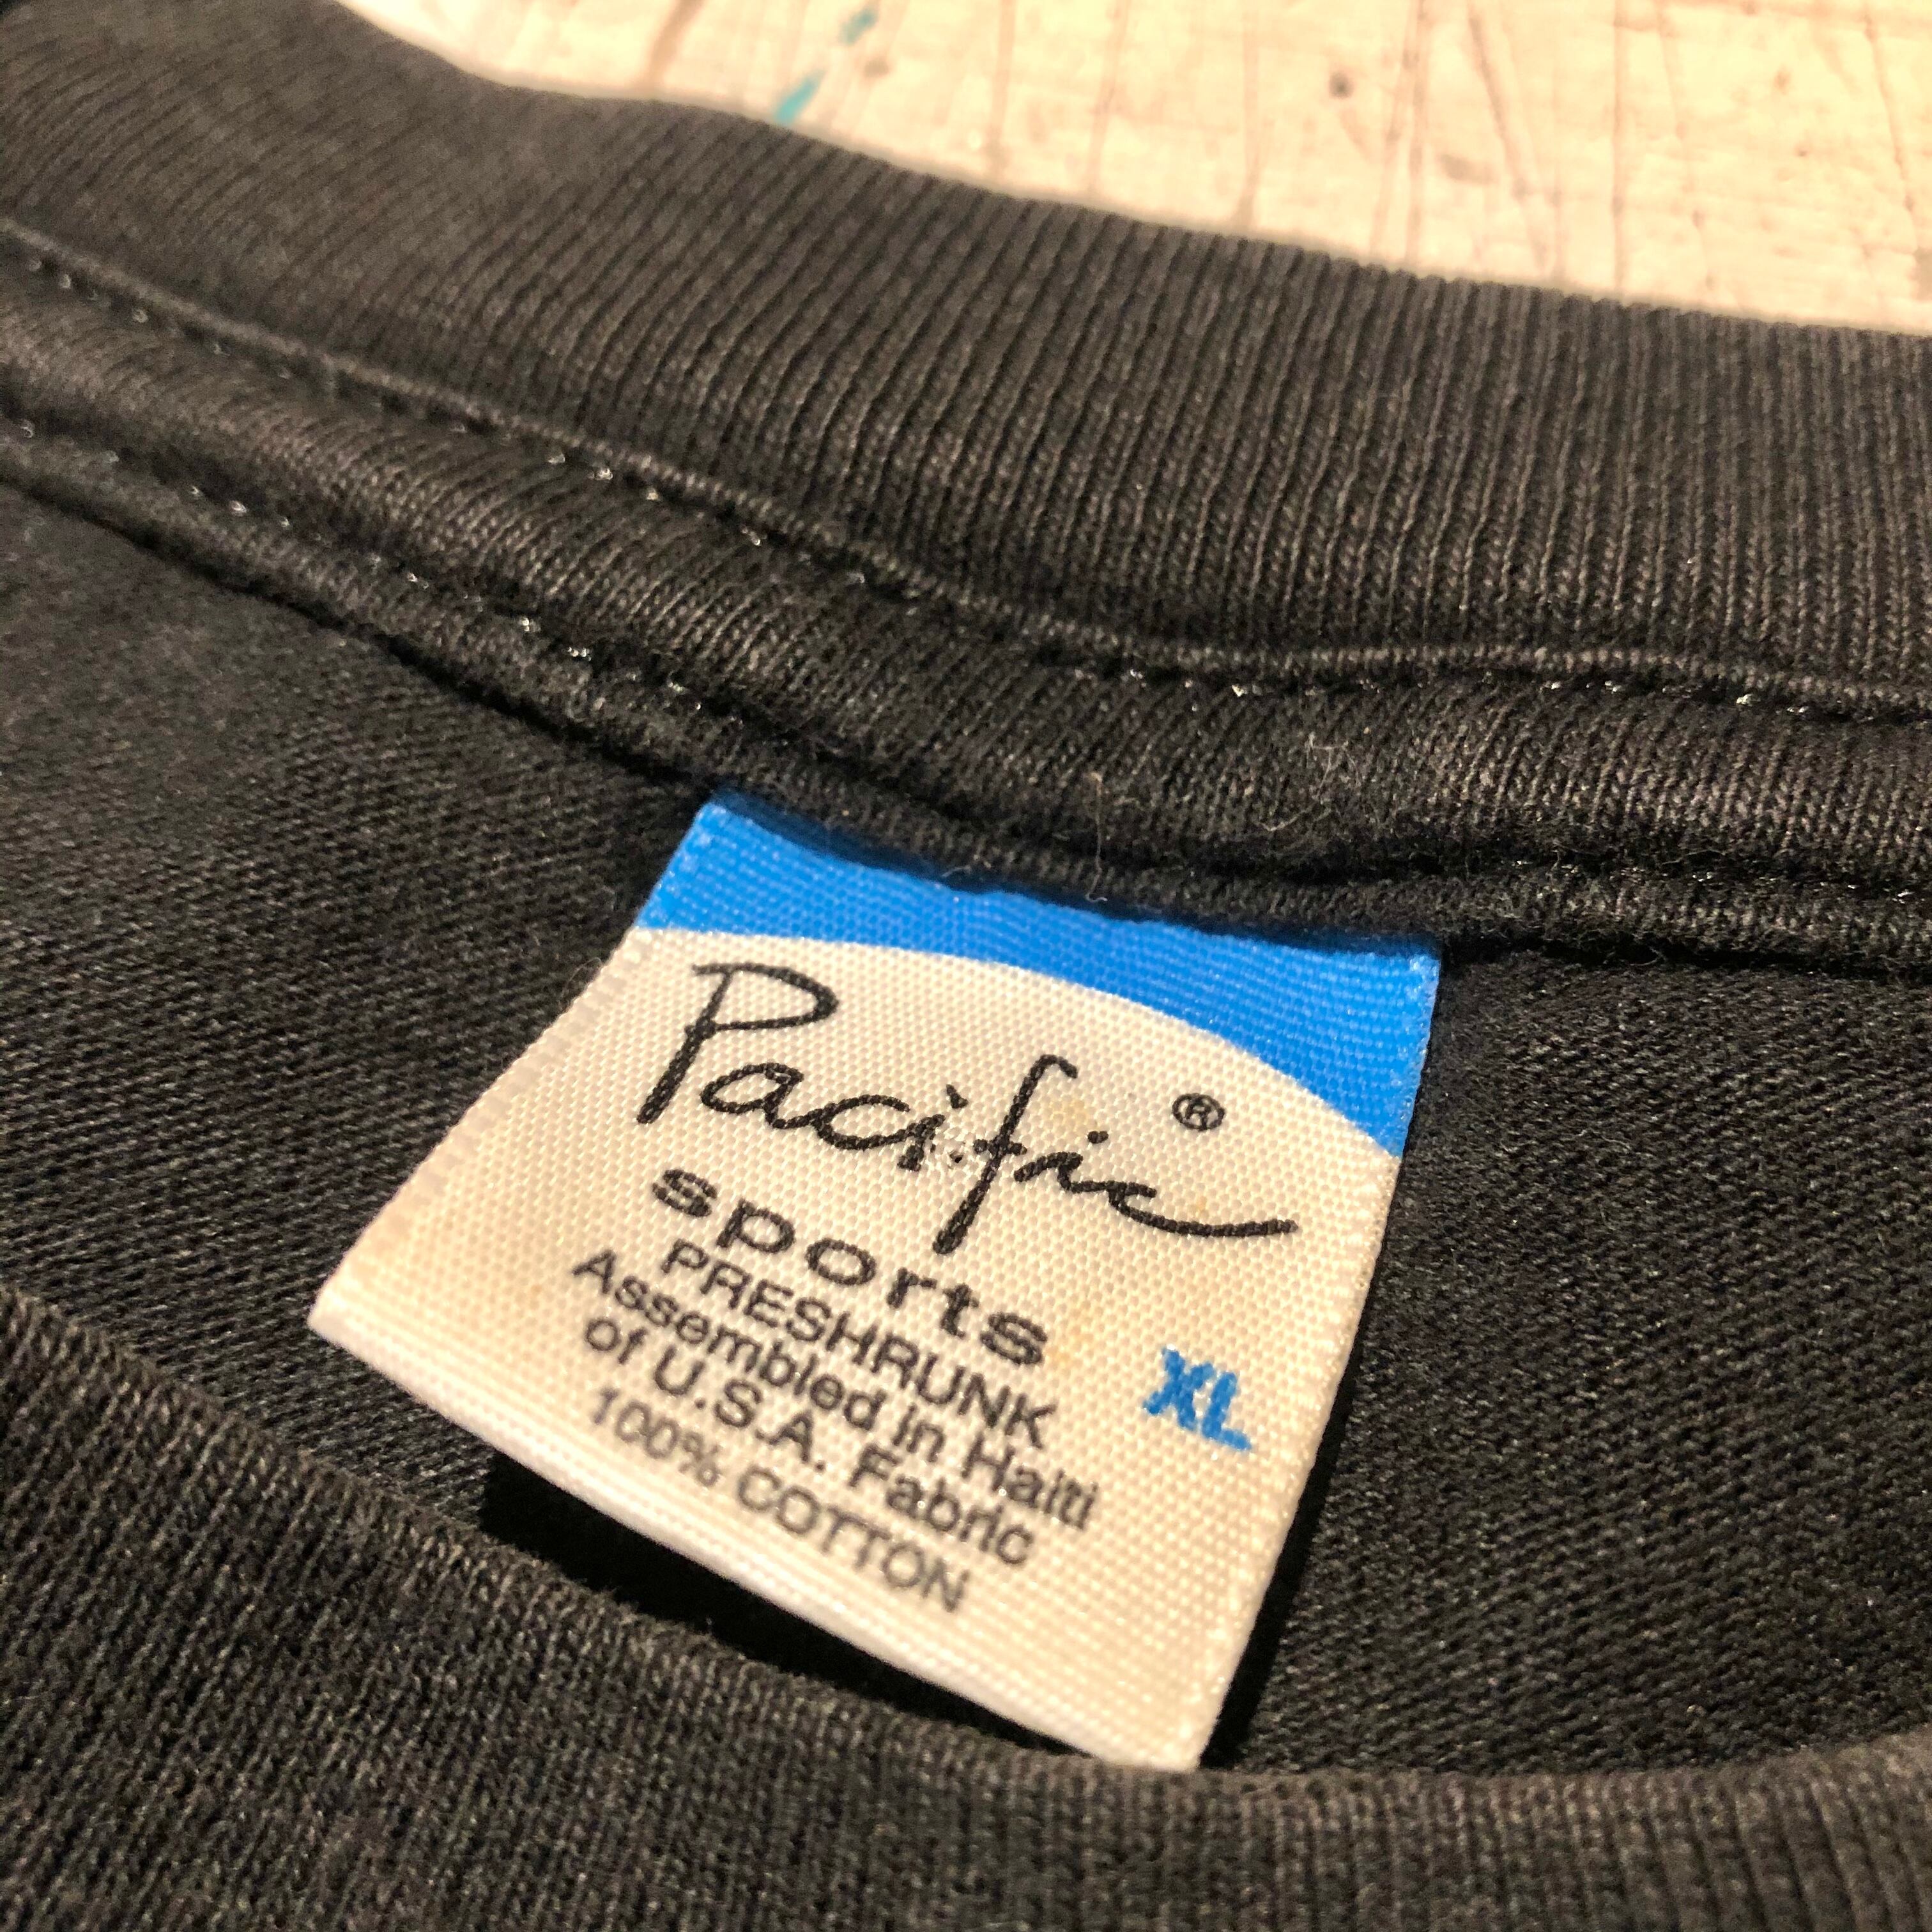 Pacific ®
sports
PRESHRUNK
Assembled in Haiti
of U.S.A. Fabric
100% COTTON
XL